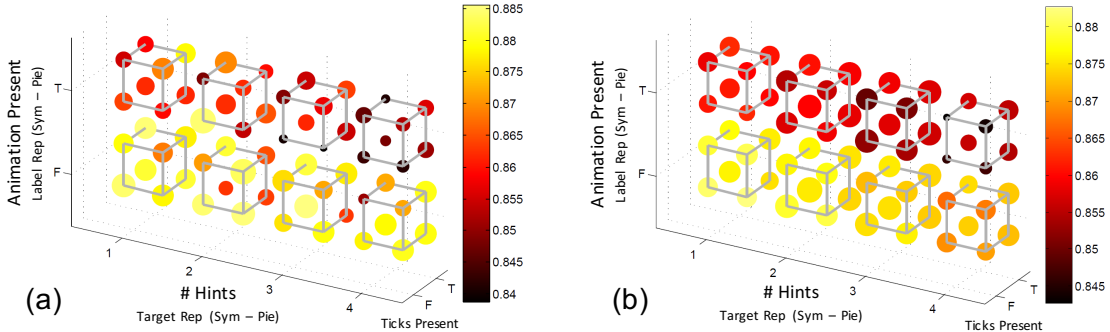 Animation Present
Label Rep (Sym – Pie)
T
F
1
2
3
4
# Hints
Target Rep (Sym – Pie)
F
T
Ticks Present
(a)
0.885
0.88
0.875
0.87
0.865
0.86
0.855
0.85
0.845
0.84
Animation Present
Label Rep (Sym – Pie)
T
F
1
2
3
4
# Hints
Target Rep (Sym – Pie)
F
T
Ticks Present
(b)
0.88
0.875
0.87
0.865
0.86
0.855
0.85
0.845